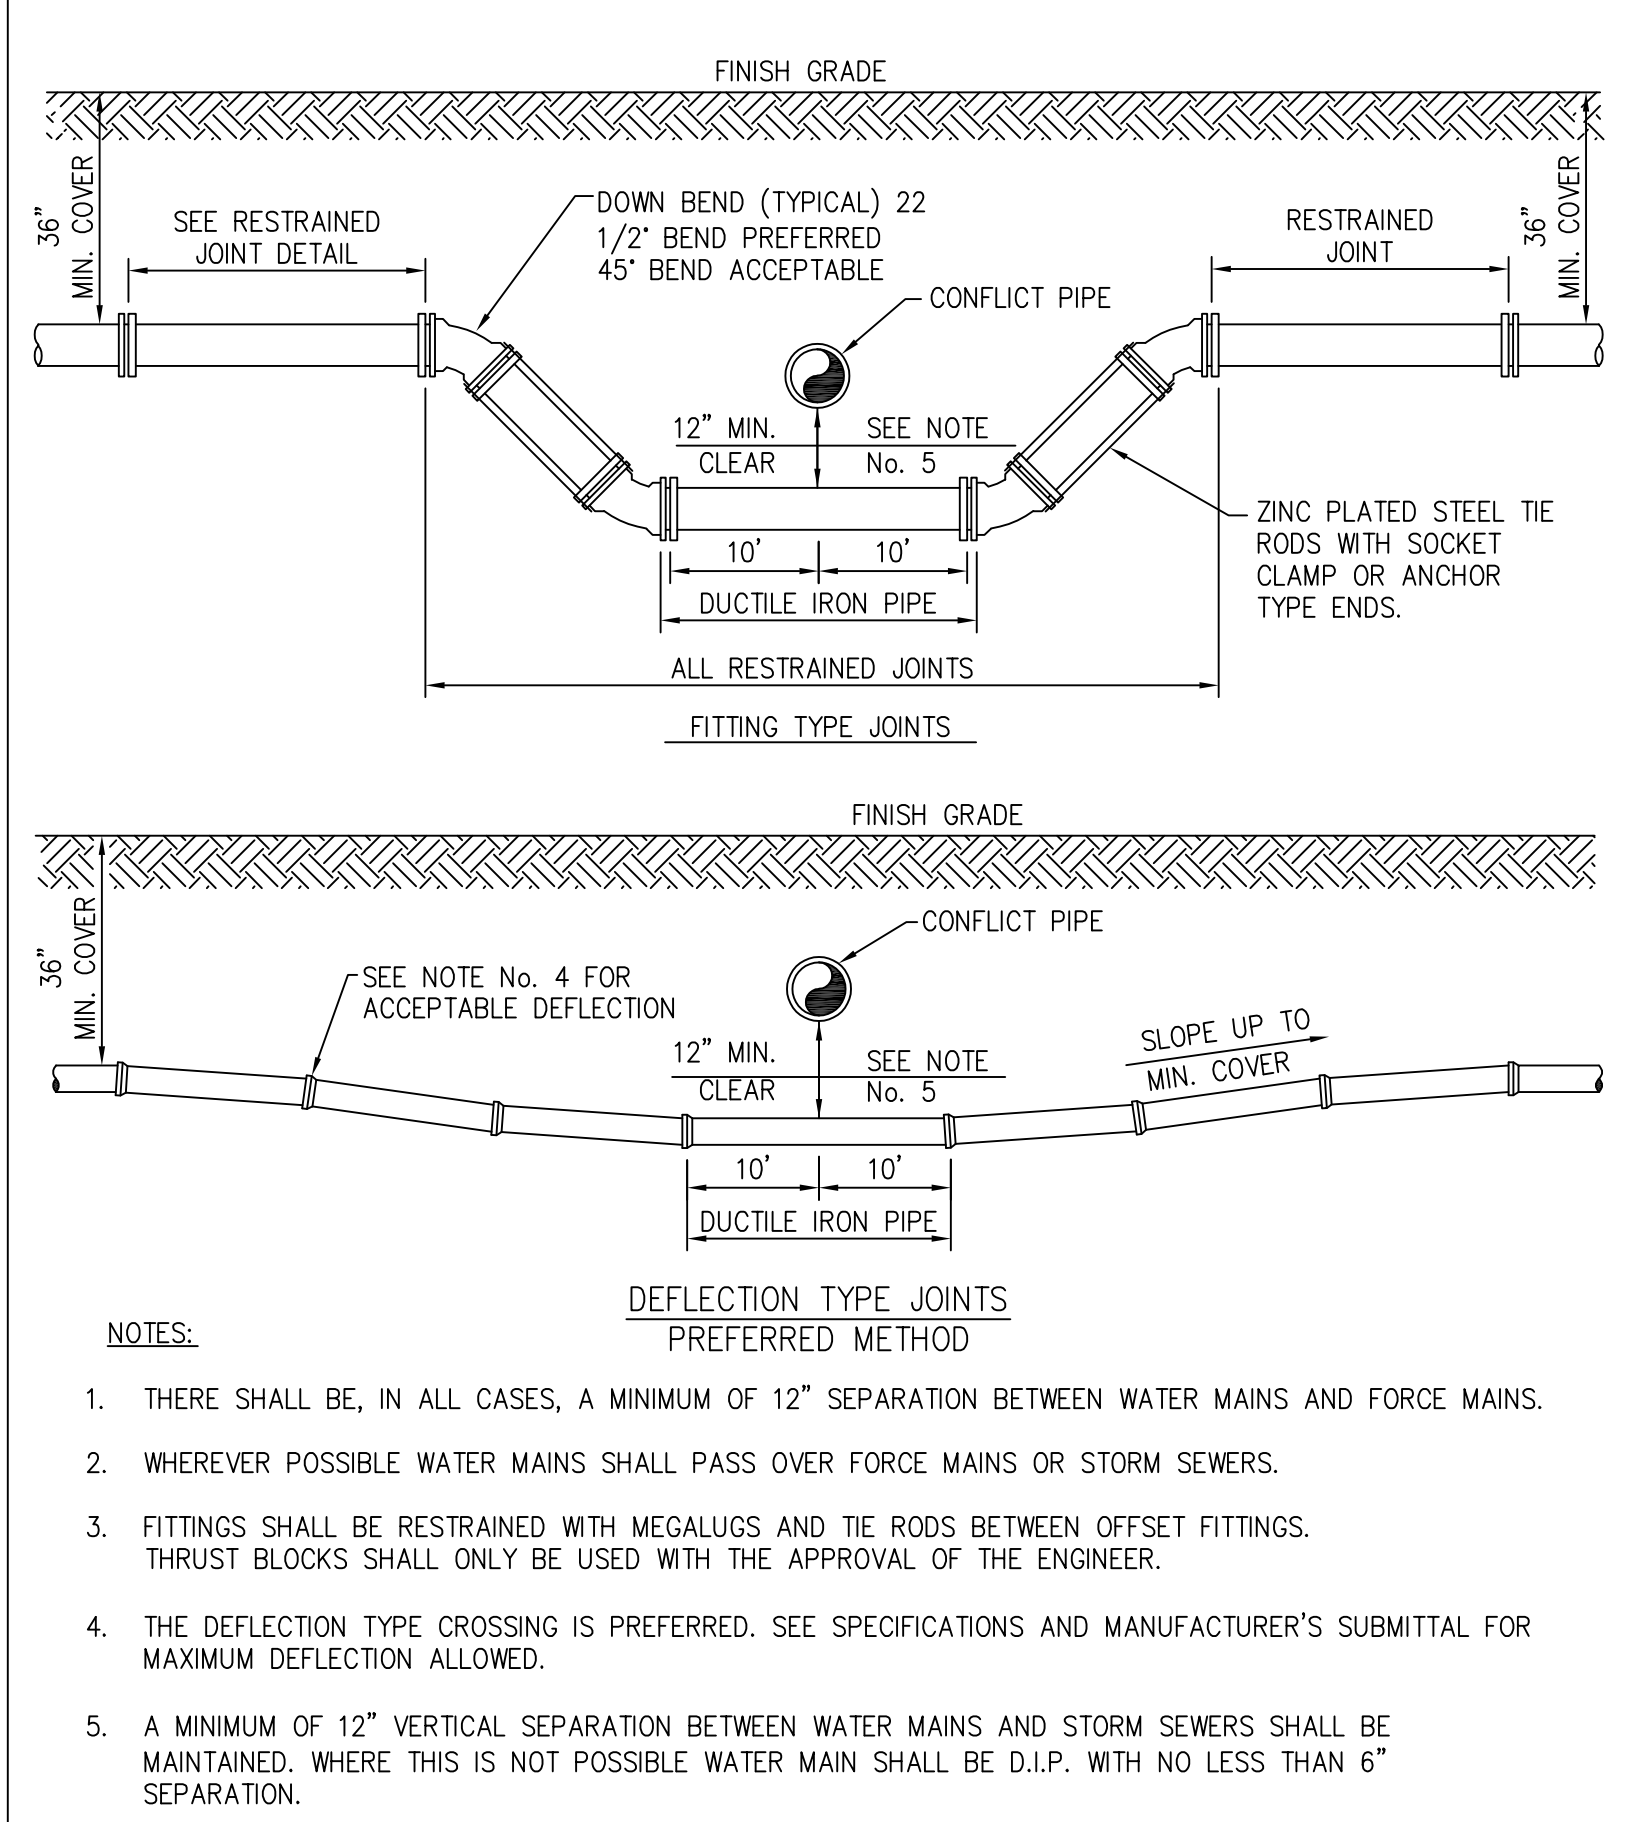 FINISH GRADE
36"
MIN. COVER
SEE RESTRAINED
JOINT DETAIL
DOWN BEND (TYPICAL) 22
1/2° BEND PREFERRED
45° BEND ACCEPTABLE
CONFLICT PIPE
RESTRAINED
JOINT
36"
MIN. COVER
12" MIN.
CLEAR
SEE NOTE
No. 5
ZINC PLATED STEEL TIE
RODS WITH SOCKET
CLAMP OR ANCHOR
TYPE ENDS.
10'
10'
DUCTILE IRON PIPE
ALL RESTRAINED JOINTS
FITTING TYPE JOINTS
FINISH GRADE
36"
MIN. COVER
SEE NOTE No. 4 FOR
ACCEPTABLE DEFLECTION
CONFLICT PIPE
12" MIN.
CLEAR
SEE NOTE
No. 5
SLOPE UP TO
MIN. COVER
10'
10'
DUCTILE IRON PIPE
DEFLECTION TYPE JOINTS
PREFERRED METHOD
NOTES:
1. THERE SHALL BE, IN ALL CASES, A MINIMUM OF 12" SEPARATION BETWEEN WATER MAINS AND FORCE MAINS.
2. WHEREVER POSSIBLE WATER MAINS SHALL PASS OVER FORCE MAINS OR STORM SEWERS.
3. FITTINGS SHALL BE RESTRAINED WITH MEGALUGS AND TIE RODS BETWEEN OFFSET FITTINGS.
THRUST BLOCKS SHALL ONLY BE USED WITH THE APPROVAL OF THE ENGINEER.
4. THE DEFLECTION TYPE CROSSING IS PREFERRED. SEE SPECIFICATIONS AND MANUFACTURER'S SUBMITTAL FOR
MAXIMUM DEFLECTION ALLOWED.
5. A MINIMUM OF 12" VERTICAL SEPARATION BETWEEN WATER MAINS AND STORM SEWERS SHALL BE
MAINTAINED. WHERE THIS IS NOT POSSIBLE WATER MAIN SHALL BE D.I.P. WITH NO LESS THAN 6"
SEPARATION.